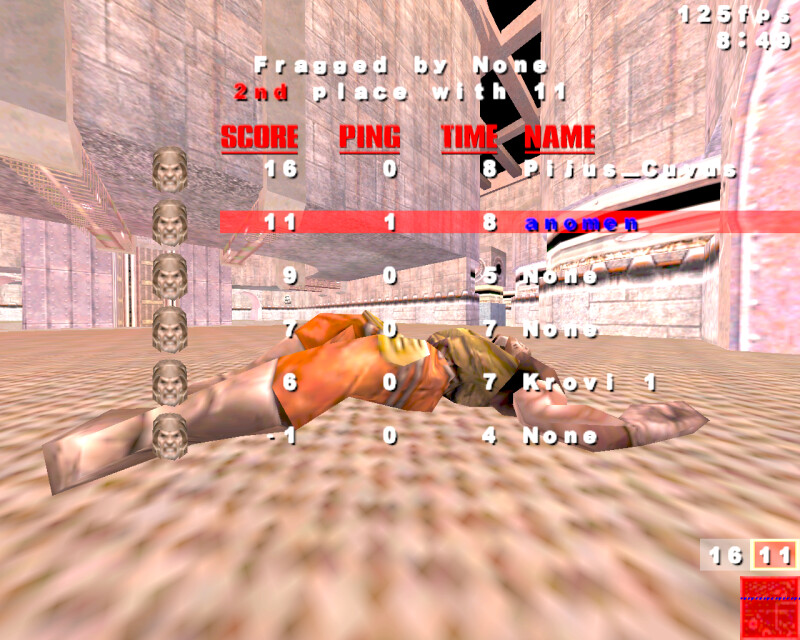 125fps
8:49
Fragged by None
2nd place with 11
SCORE PING TIME NAME
16 0 8 Pijus_Cuvus
11 1 8 anomen
9 0 5 None
7 0 7 None
6 0 7 Krovi 1
-1 0 4 None
16 11